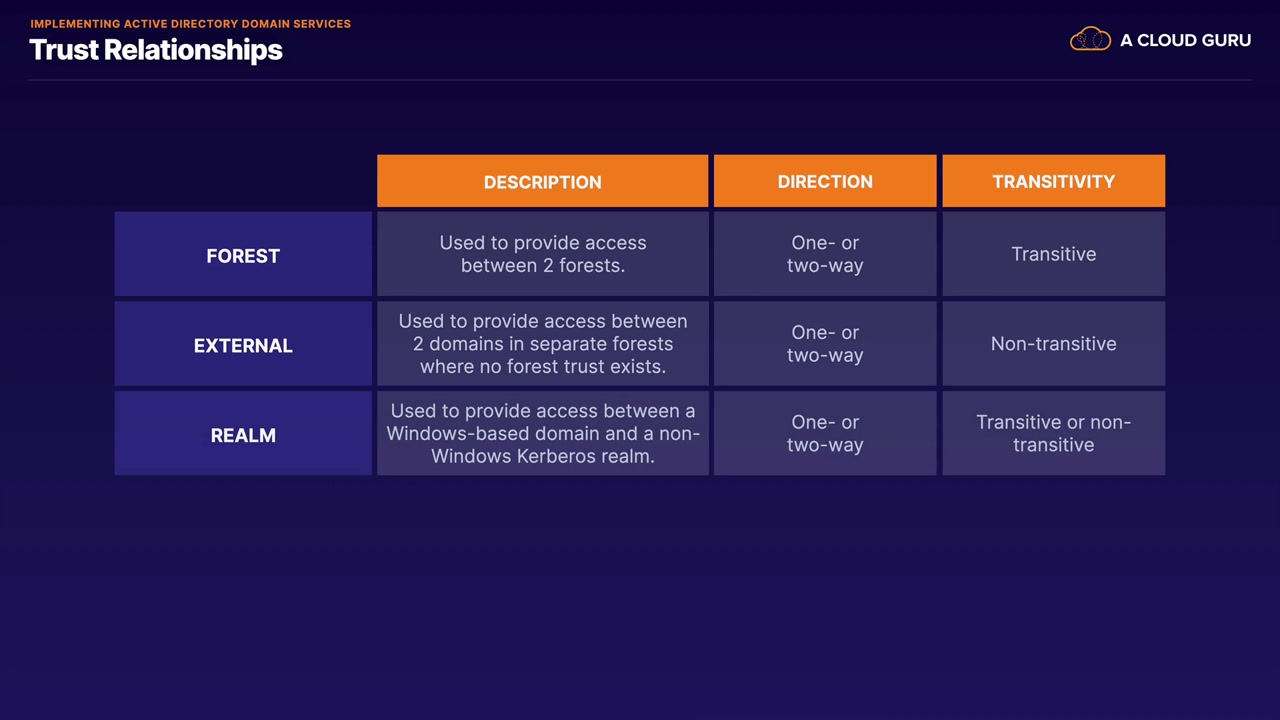 IMPLEMENTING ACTIVE DIRECTORY DOMAIN SERVICES
Trust Relationships
A CLOUD GURU
DESCRIPTION
DIRECTION
TRANSITIVITY
FOREST
Used to provide access
between 2 forests.
One- or
two-way
Transitive
EXTERNAL
Used to provide access between
2 domains in separate forests
where no forest trust exists.
One- or
two-way
Non-transitive
REALM
Used to provide access between a
Windows-based domain and a non-
Windows Kerberos realm.
One- or
two-way
Transitive or non-
transitive